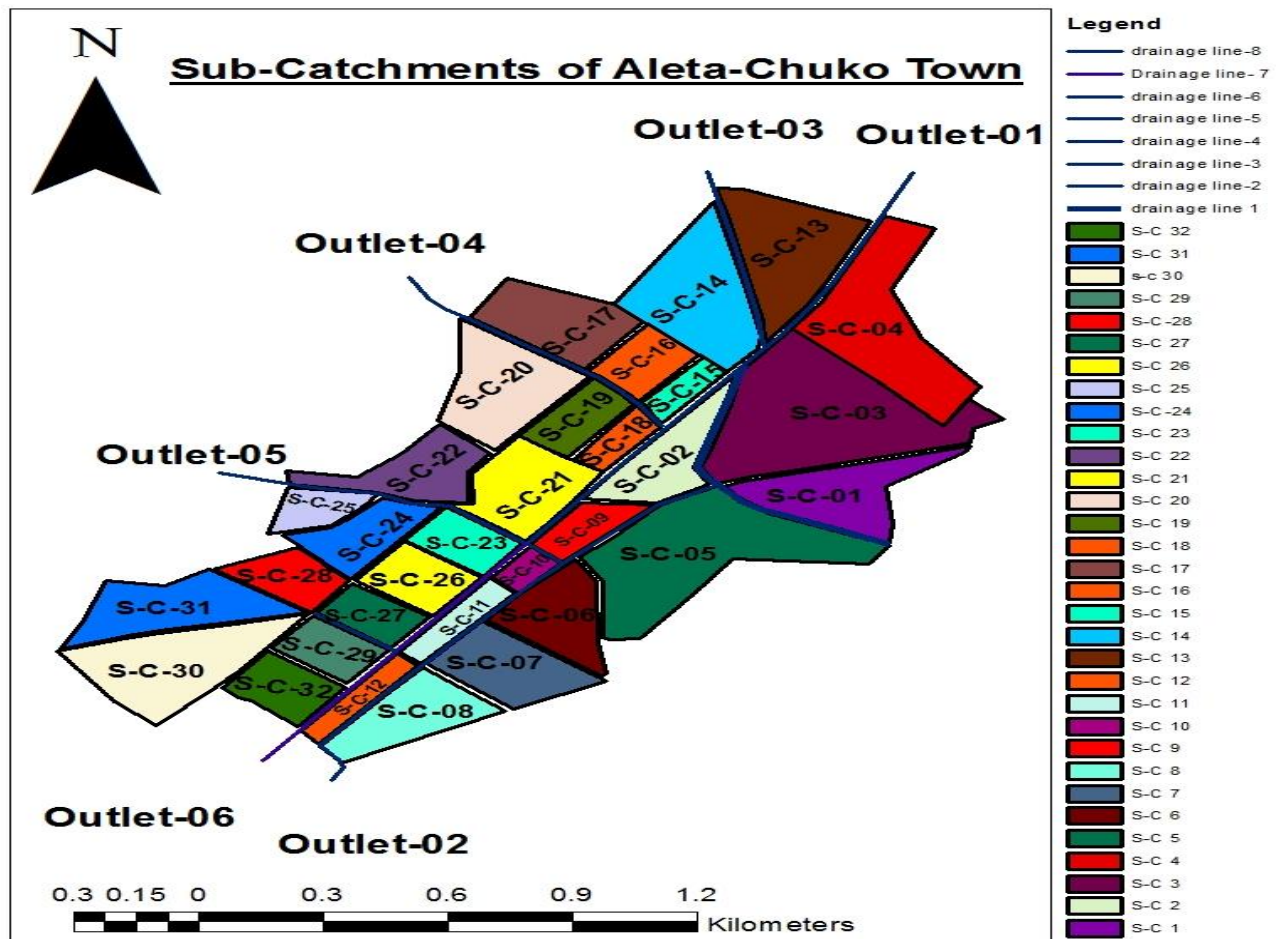 N
Sub-Catchments of Aleta-Chuko Town
Outlet-03
Outlet-01
Outlet-04
Outlet-05
Outlet-06
Outlet-02
S-C-13
S-C-14
S-C-04
S-C-17
S-C-16
S-C-15
S-C-20
S-C-19
S-C-18
S-C-03
S-C-02
S-C-01
S-C-22
S-C-21
S-C-25
S-C-24
S-C-23
S-C-09
S-C-05
S-C-10
S-C-28
S-C-26
S-C-11
S-C-06
S-C-31
S-C-27
S-C-30
S-C-29
S-C-07
S-C-32
S-C-12
S-C-08
0.3 0.15 0 0.3 0.6 0.9 1.2
Kilometers
Legend
drainage line-8
Drainage line- 7
drainage line-6
drainage line-5
drainage line-4
drainage line-3
drainage line-2
drainage line 1
S-C 32
S-C 31
s-c 30
S-C 29
S-C -28
S-C 27
S-C 26
S-C 25
S-C -24
S-C 23
S-C 22
S-C 21
S-C 20
S-C 19
S-C 18
S-C 17
S-C 16
S-C 15
S-C 14
S-C 13
S-C 12
S-C 11
S-C 10
S-C 9
S-C 8
S-C 7
S-C 6
S-C 5
S-C 4
S-C 3
S-C 2
S-C 1